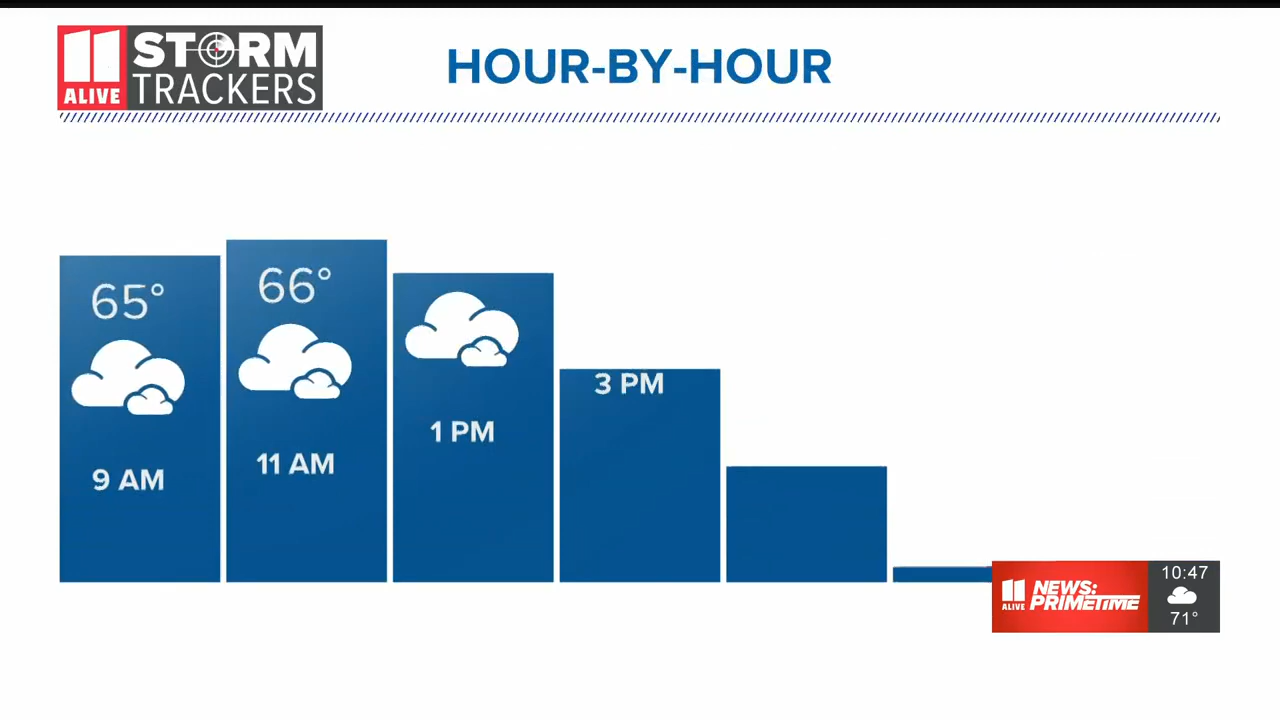 11 ALIVE
STORM
TRACKERS
HOUR-BY-HOUR
65°
66°
9 AM
11 AM
1 PM
3 PM
11 ALIVE
NEWS:
PRIMETIME
10:47
71°